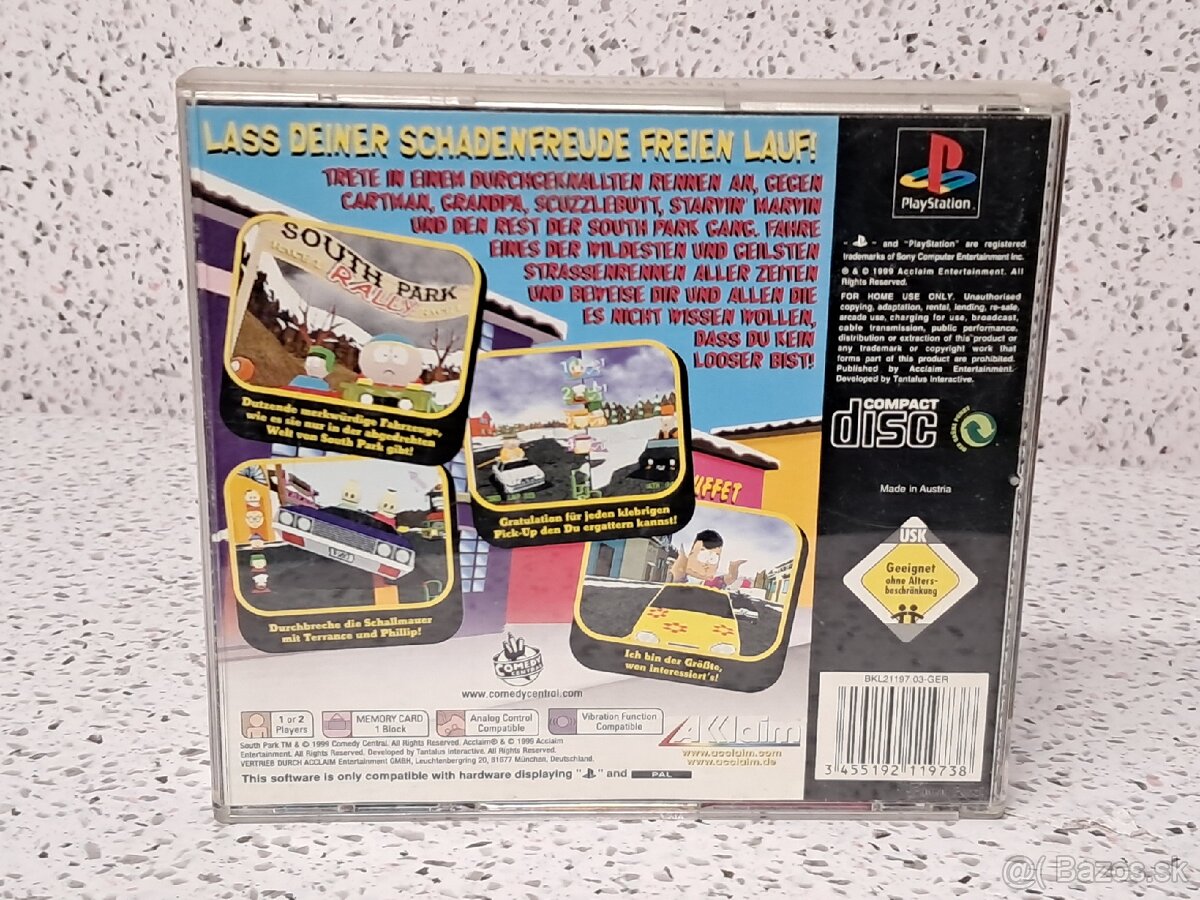 LASS DEINER SCHADENFREUDE FREIEN LAUF!
TRETE IN EINEM DURCHGEKNALLTEN RENNEN AN, GEGEN
CARTMAN, GRANDPA, SCUZZLEBUTT, STARVIN' MARVIN
UND DEN REST DER SOUTH PARK GANG. FAHRE
EINES DER WILDESTEN UND GEILSTEN
STRASSENRENNEN ALLER ZEITEN
UND BEWEISE DIR UND ALLEN DIE
ES NICHT WISSEN WOLLEN,
DASS DU KEIN
LOOSER BIST!
SOUTH PARK
RALLY
Dutzende merkwürdige Fahrzeuge,
wie es sie nur in der abgedrehten
Welt von South Park gibt!
Gratulation für jeden klebrigen
Pick-Up den Du ergattern kannst!
Durchbreche die Schallmauer
mit Terrance und Phillip!
Ich bin der Größte,
wen interessiert's!
COMEDY
CENTRAL
www.comedycentral.com
1 or 2
Players
MEMORY CARD
1 Block
Analog Control
Compatible
Vibration Function
Compatible
AKKlaim
www.acclaim.com
www.acclaim.de
South Park TM & © 1999 Comedy Central. All Rights Reserved. Acclaim® & © 1999 Acclaim
Entertainment. All Rights Reserved. Developed by Tantalus Interactive. All Rights Reserved.
VERTRIEB DURCH ACCLAIM Entertainment GMBH, Leuchtenbergring 20, 81677 München, Deutschland.
This software is only compatible with hardware displaying " " and PAL
PlayStation
" " and "PlayStation" are registered
trademarks of Sony Computer Entertainment Inc.
® & © 1999 Acclaim Entertainment. All
Rights Reserved.
FOR HOME USE ONLY. Unauthorised
copying, adaptation, rental, lending, re-sale,
arcade use, charging for use, broadcast,
cable transmission, public performance,
distribution or extraction of this product or
any trademark or copyright work that
forms part of this product are prohibited.
Published by Acclaim Entertainment.
Developed by Tantalus Interactive.
COMPACT
disc
DER GRÜNE PUNKT
Made in Austria
USK
Geeignet
ohne Alters-
beschränkung
BKL21197 03-GER
3 455192 119738
@( Bazos.sk